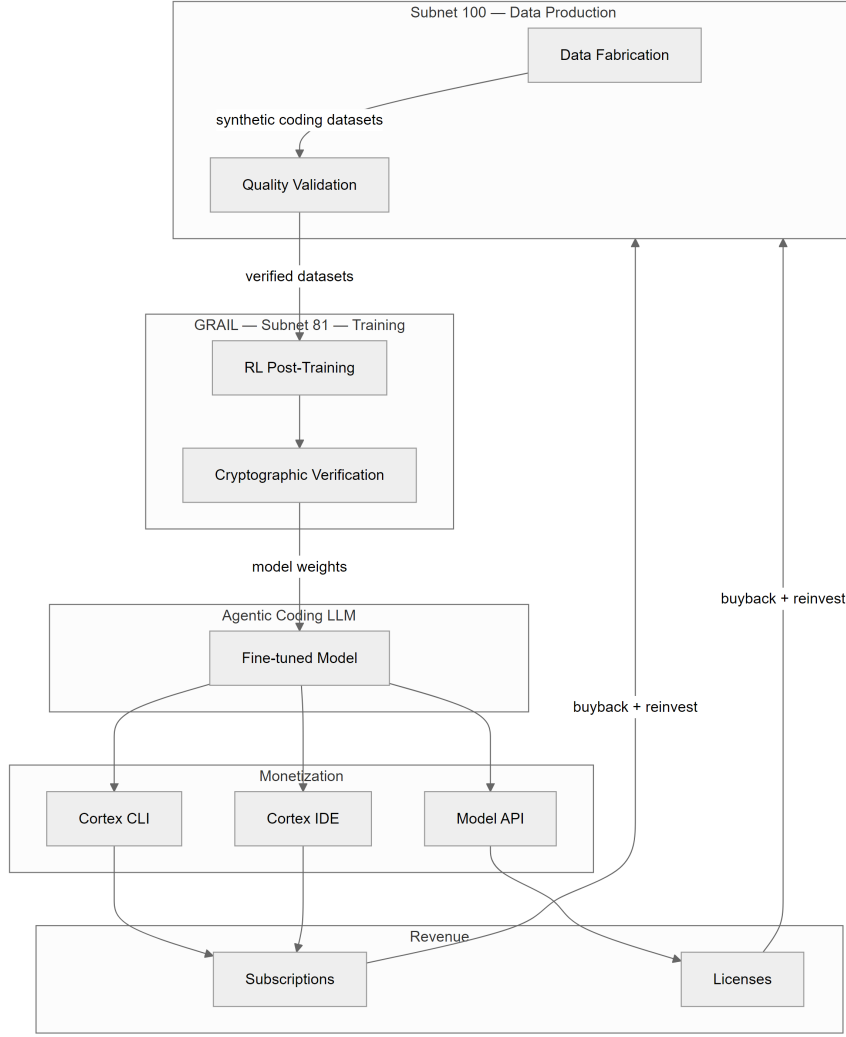 Subnet 100 — Data Production
Data Fabrication
synthetic coding datasets
Quality Validation
verified datasets
GRAIL — Subnet 81 — Training
RL Post-Training
Cryptographic Verification
model weights
Agentic Coding LLM
Fine-tuned Model
buyback + reinvest
buyback + reinvest
Monetization
Cortex CLI
Cortex IDE
Model API
Revenue
Subscriptions
Licenses